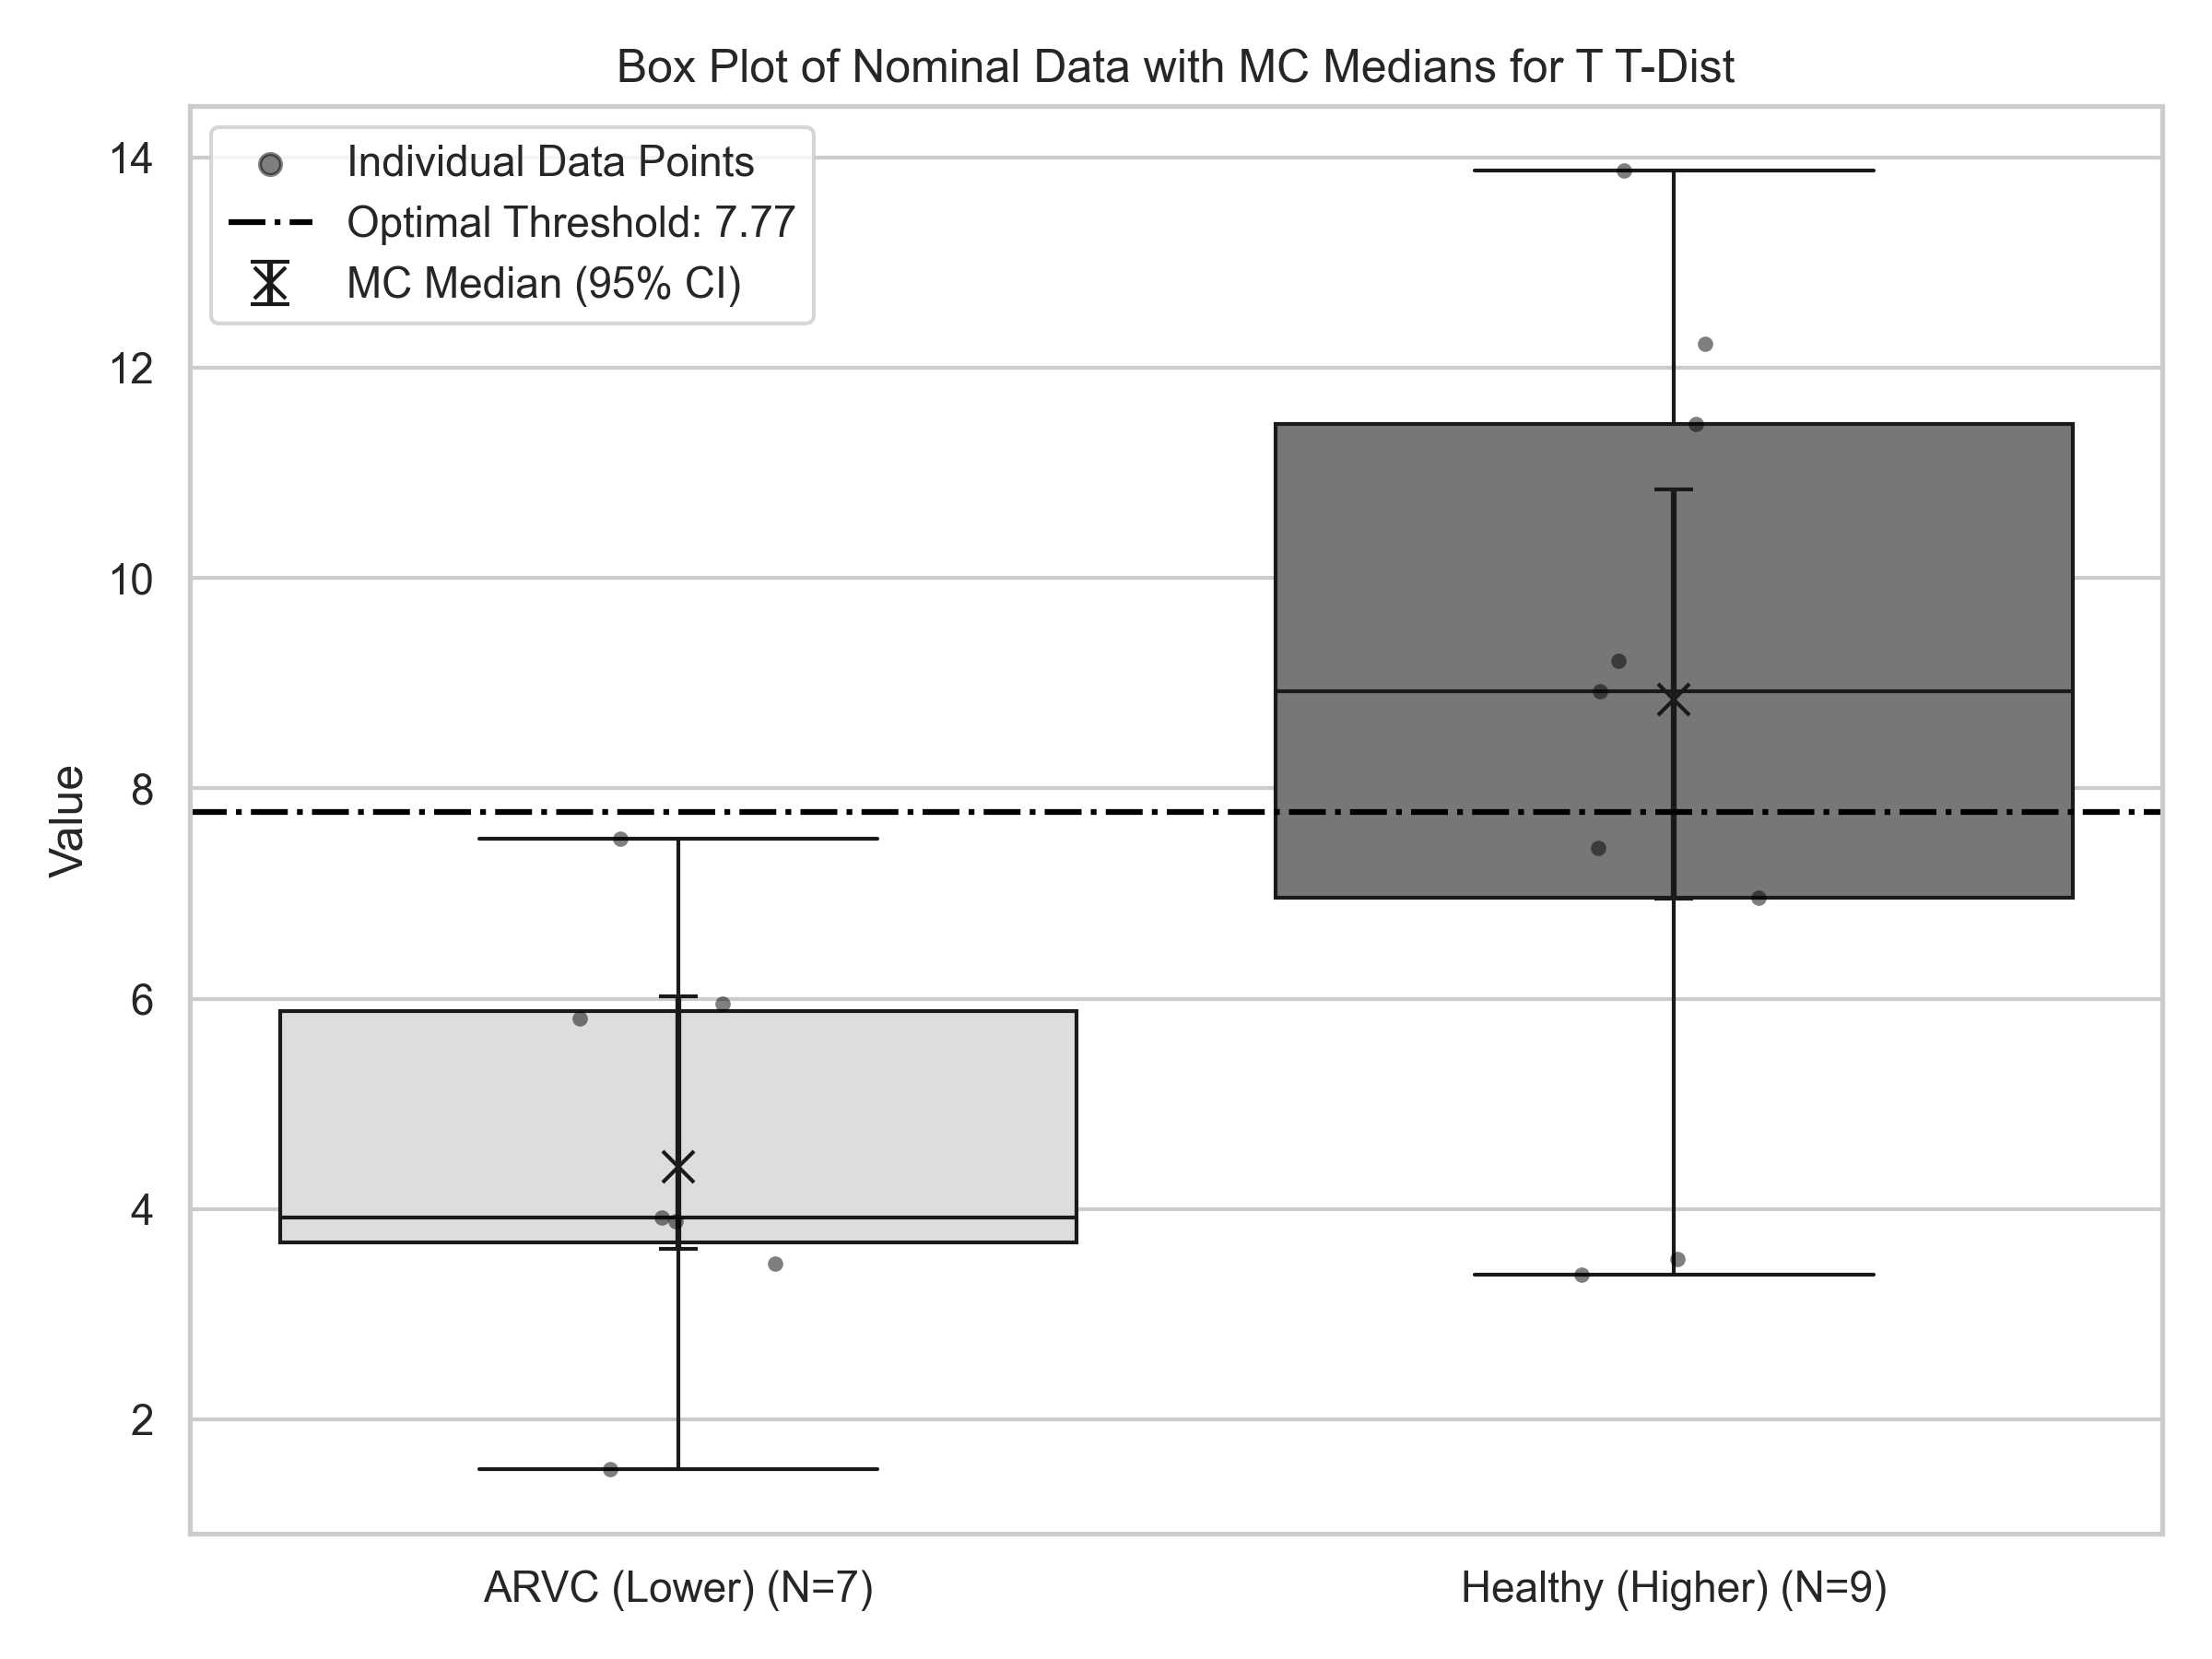 Box Plot of Nominal Data with MC Medians for T T-Dist
Individual Data Points
Optimal Threshold: 7.77
MC Median (95% CI)
14
12
10
8
6
4
2
Value
ARVC (Lower) (N=7)
Healthy (Higher) (N=9)